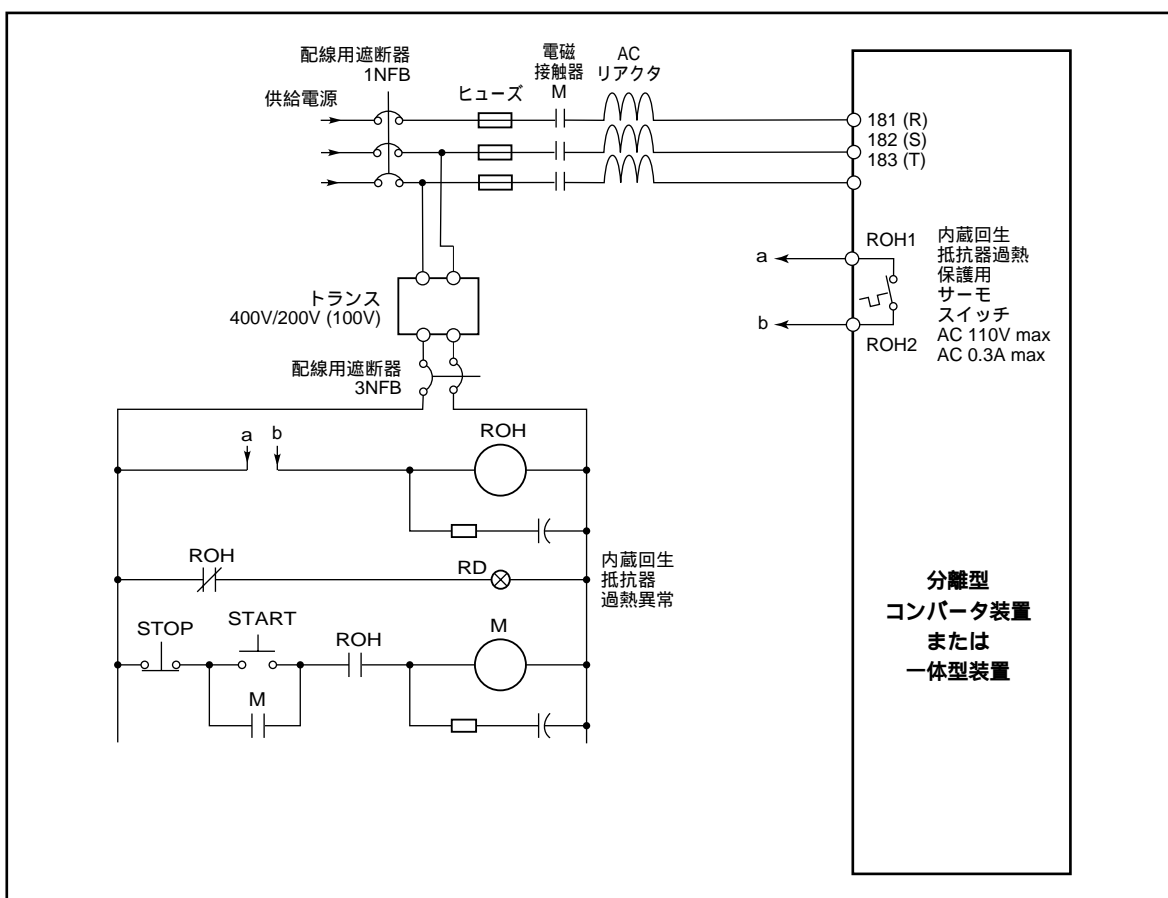 配線用遮断器
1NFB
供給電源
ヒューズ
電磁
接触器
M
AC
リアクタ
181 (R)
182 (S)
183 (T)
a
b
ROH1
ROH2
内蔵回生
抵抗器過熱
保護用
サーモ
スイッチ
AC 110V max
AC 0.3A max
トランス
400V/200V (100V)
配線用遮断器
3NFB
a
b
ROH
ROH
RD
内蔵回生
抵抗器
過熱異常
STOP
START
ROH
M
M
分離型
コンバータ装置
または
一体型装置